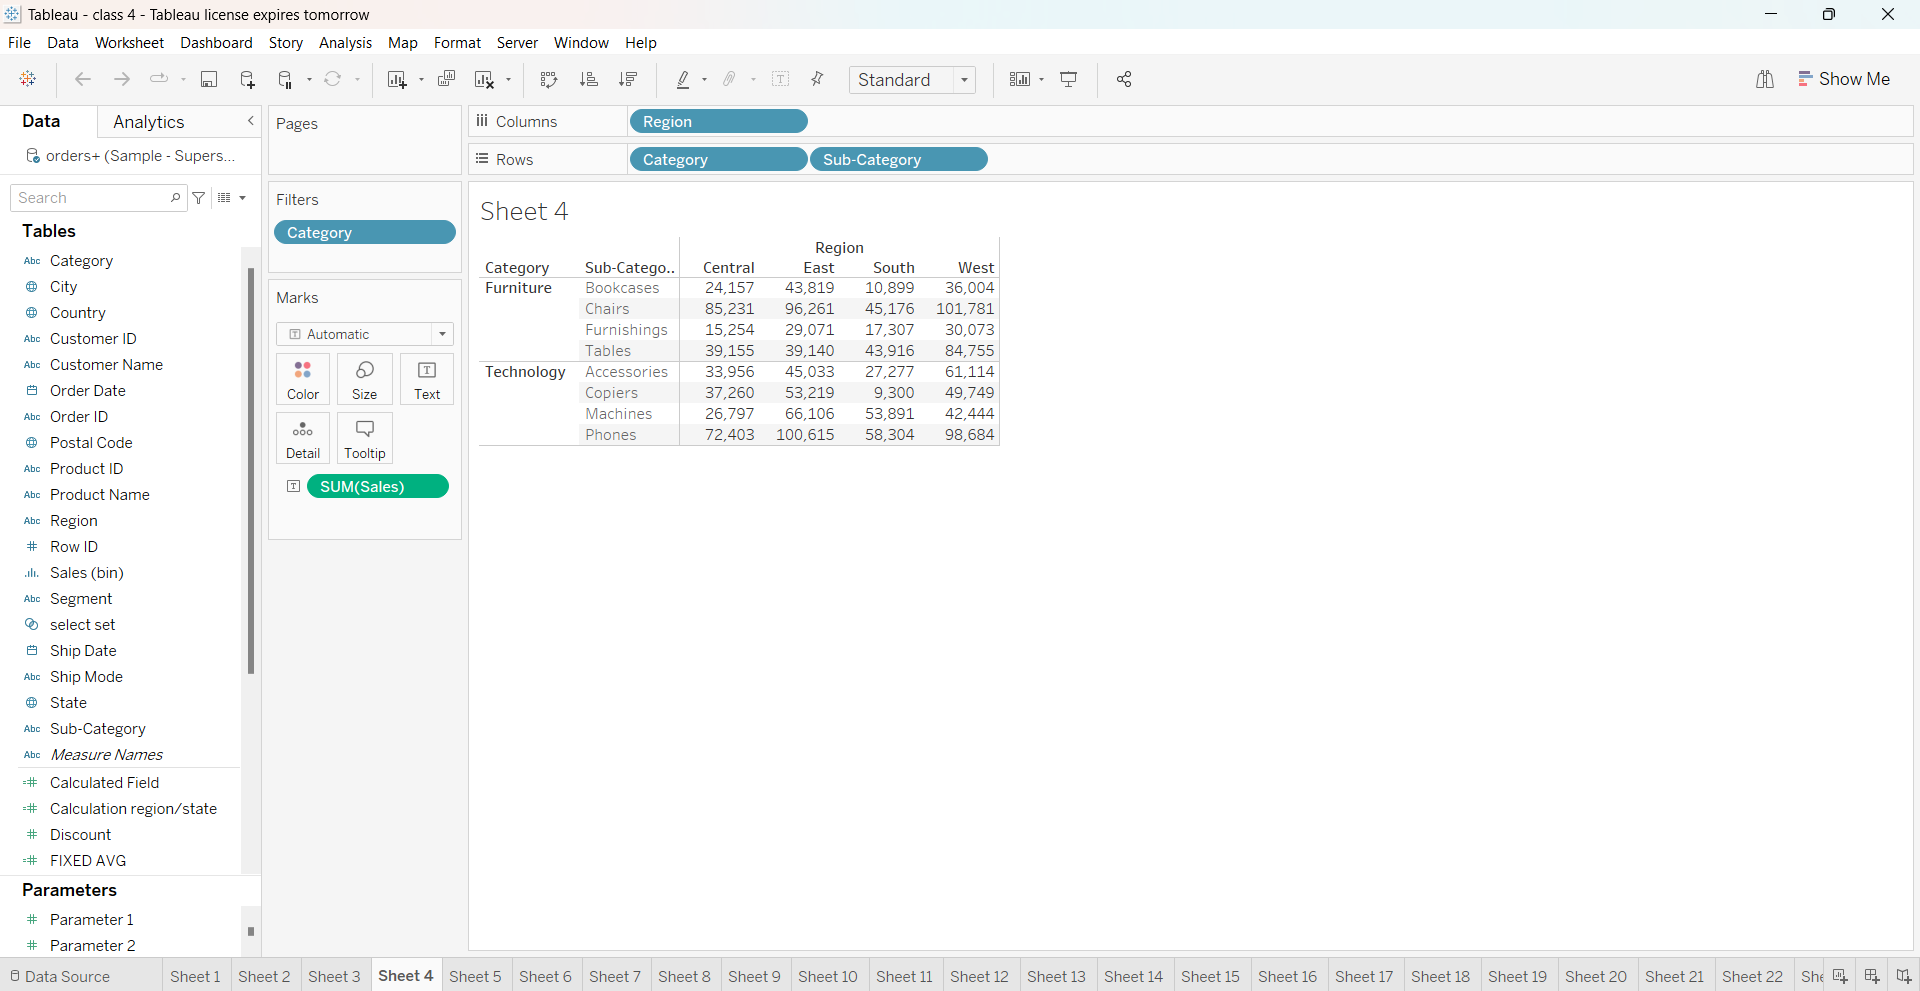 Tableau - class 4 - Tableau license expires tomorrow
File Data Worksheet Dashboard Story Analysis Map Format Server Window Help
Standard
Show Me
Data Analytics
orders+ (Sample - Supers...
Search
Tables
Abc Category
City
Country
Abc Customer ID
Abc Customer Name
Order Date
Abc Order ID
Postal Code
Abc Product ID
Abc Product Name
Abc Region
# Row ID
Sales (bin)
Abc Segment
select set
Ship Date
Abc Ship Mode
State
Abc Sub-Category
Abc Measure Names
=# Calculated Field
=# Calculation region/state
# Discount
=# FIXED AVG
Parameters
# Parameter 1
# Parameter 2
Pages
Filters
Category
Marks
T Automatic
Color Size Text
Detail Tooltip
T SUM(Sales)
Columns Region
Rows Category Sub-Category
Sheet 4
Region
Category Sub-Catego.. Central East South West
Furniture Bookcases 24,157 43,819 10,899 36,004
Chairs 85,231 96,261 45,176 101,781
Furnishings 15,254 29,071 17,307 30,073
Tables 39,155 39,140 43,916 84,755
Technology Accessories 33,956 45,033 27,277 61,114
Copiers 37,260 53,219 9,300 49,749
Machines 26,797 66,106 53,891 42,444
Phones 72,403 100,615 58,304 98,684
Data Source Sheet 1 Sheet 2 Sheet 3 Sheet 4 Sheet 5 Sheet 6 Sheet 7 Sheet 8 Sheet 9 Sheet 10 Sheet 11 Sheet 12 Sheet 13 Sheet 14 Sheet 15 Sheet 16 Sheet 17 Sheet 18 Sheet 19 Sheet 20 Sheet 21 Sheet 22 She